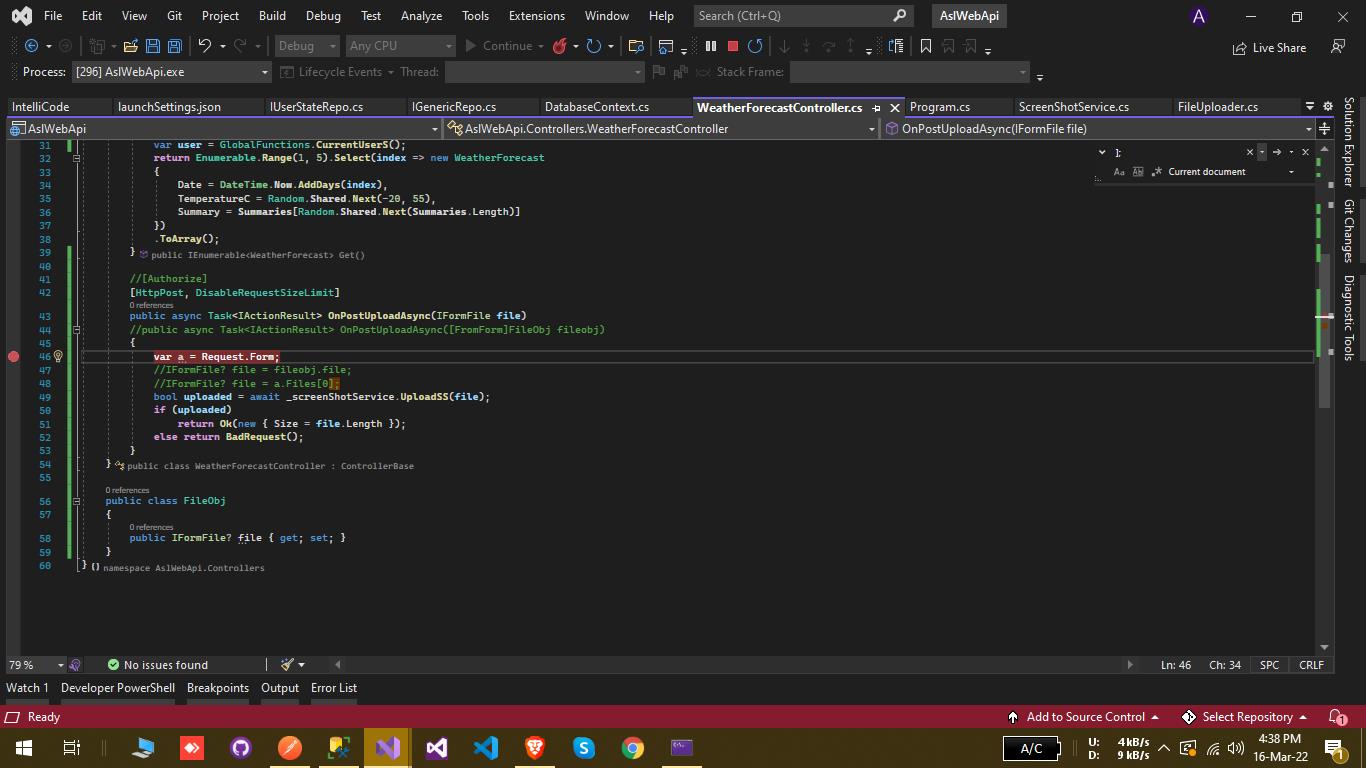 File Edit View Git Project Build Debug Test Analyze Tools Extensions Window Help Search (Ctrl+Q) AslWebApi A
Debug Any CPU Continue Live Share
Process: [296] AslWebApi.exe Lifecycle Events Thread: Stack Frame:
IntelliCode launchSettings.json IUserStateRepo.cs IGenericRepo.cs DatabaseContext.cs WeatherForecastController.cs Program.cs ScreenShotService.cs FileUploader.cs
AslWebApi AslWebApi.Controllers.WeatherForecastController OnPostUploadAsync(IFormFile file)
];
Aa Ab Current document
Solution Explorer
Git Changes
Diagnostic Tools
31 var user = GlobalFunctions.CurrentUserS();
32 return Enumerable.Range(1, 5).Select(index => new WeatherForecast
33 {
34 Date = DateTime.Now.AddDays(index),
35 TemperatureC = Random.Shared.Next(-20, 55),
36 Summary = Summaries[Random.Shared.Next(Summaries.Length)]
37 })
38 .ToArray();
39 } public IEnumerable<WeatherForecast> Get()
40
41 //[Authorize]
42 [HttpPost, DisableRequestSizeLimit]
0 references
43 public async Task<IActionResult> OnPostUploadAsync(IFormFile file)
44 //public async Task<IActionResult> OnPostUploadAsync([FromForm]FileObj fileobj)
45 {
46 var a = Request.Form;
47 //IFormFile? file = fileobj.file;
48 //IFormFile? file = a.Files[0];
49 bool uploaded = await _screenShotService.UploadSS(file);
50 if (uploaded)
51 return Ok(new { Size = file.Length });
52 else return BadRequest();
53 }
54 } public class WeatherForecastController : ControllerBase
55
0 references
56 public class FileObj
57 {
0 references
58 public IFormFile? file { get; set; }
59 }
60 } {} namespace AslWebApi.Controllers
79 % No issues found Ln: 46 Ch: 34 SPC CRLF
Watch 1 Developer PowerShell Breakpoints Output Error List
Ready Add to Source Control Select Repository 1
A/C U: 4 kB/s 4:38 PM
D: 9 kB/s 16-Mar-22 1